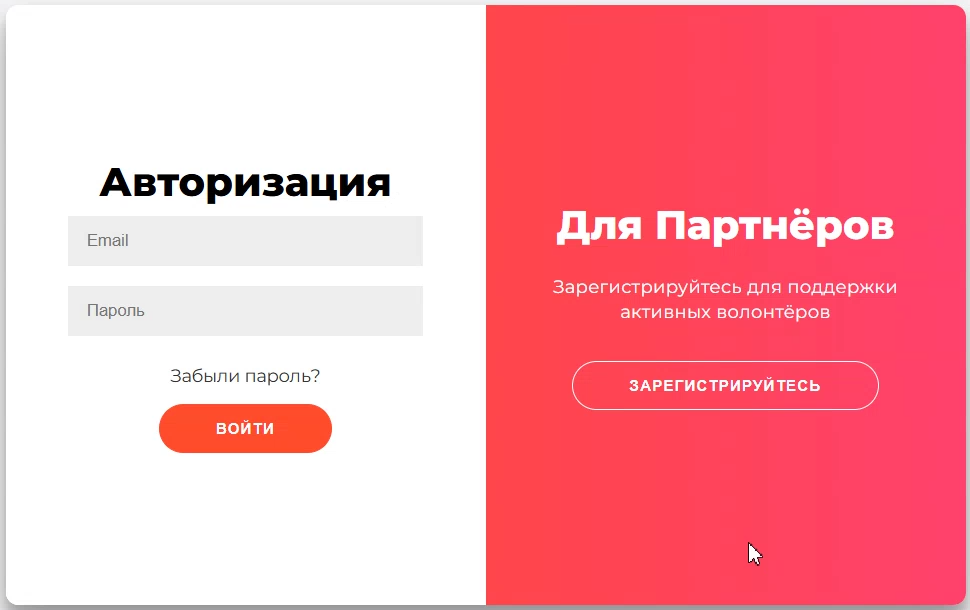 Авторизация
Email
Пароль
Забыли пароль?
ВОЙТИ
Для Партнёров
Зарегистрируйтесь для поддержки
активных волонтёров
ЗАРЕГИСТРИРУЙТЕСЬ